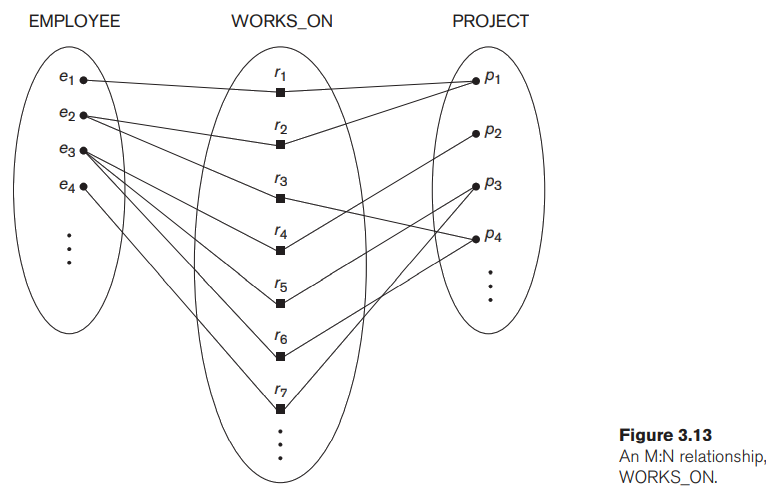 EMPLOYEE WORKS_ON PROJECT
e1
e2
e3
e4
r1
r2
r3
r4
r5
r6
r7
p1
p2
p3
p4
Figure 3.13
An M:N relationship,
WORKS_ON.